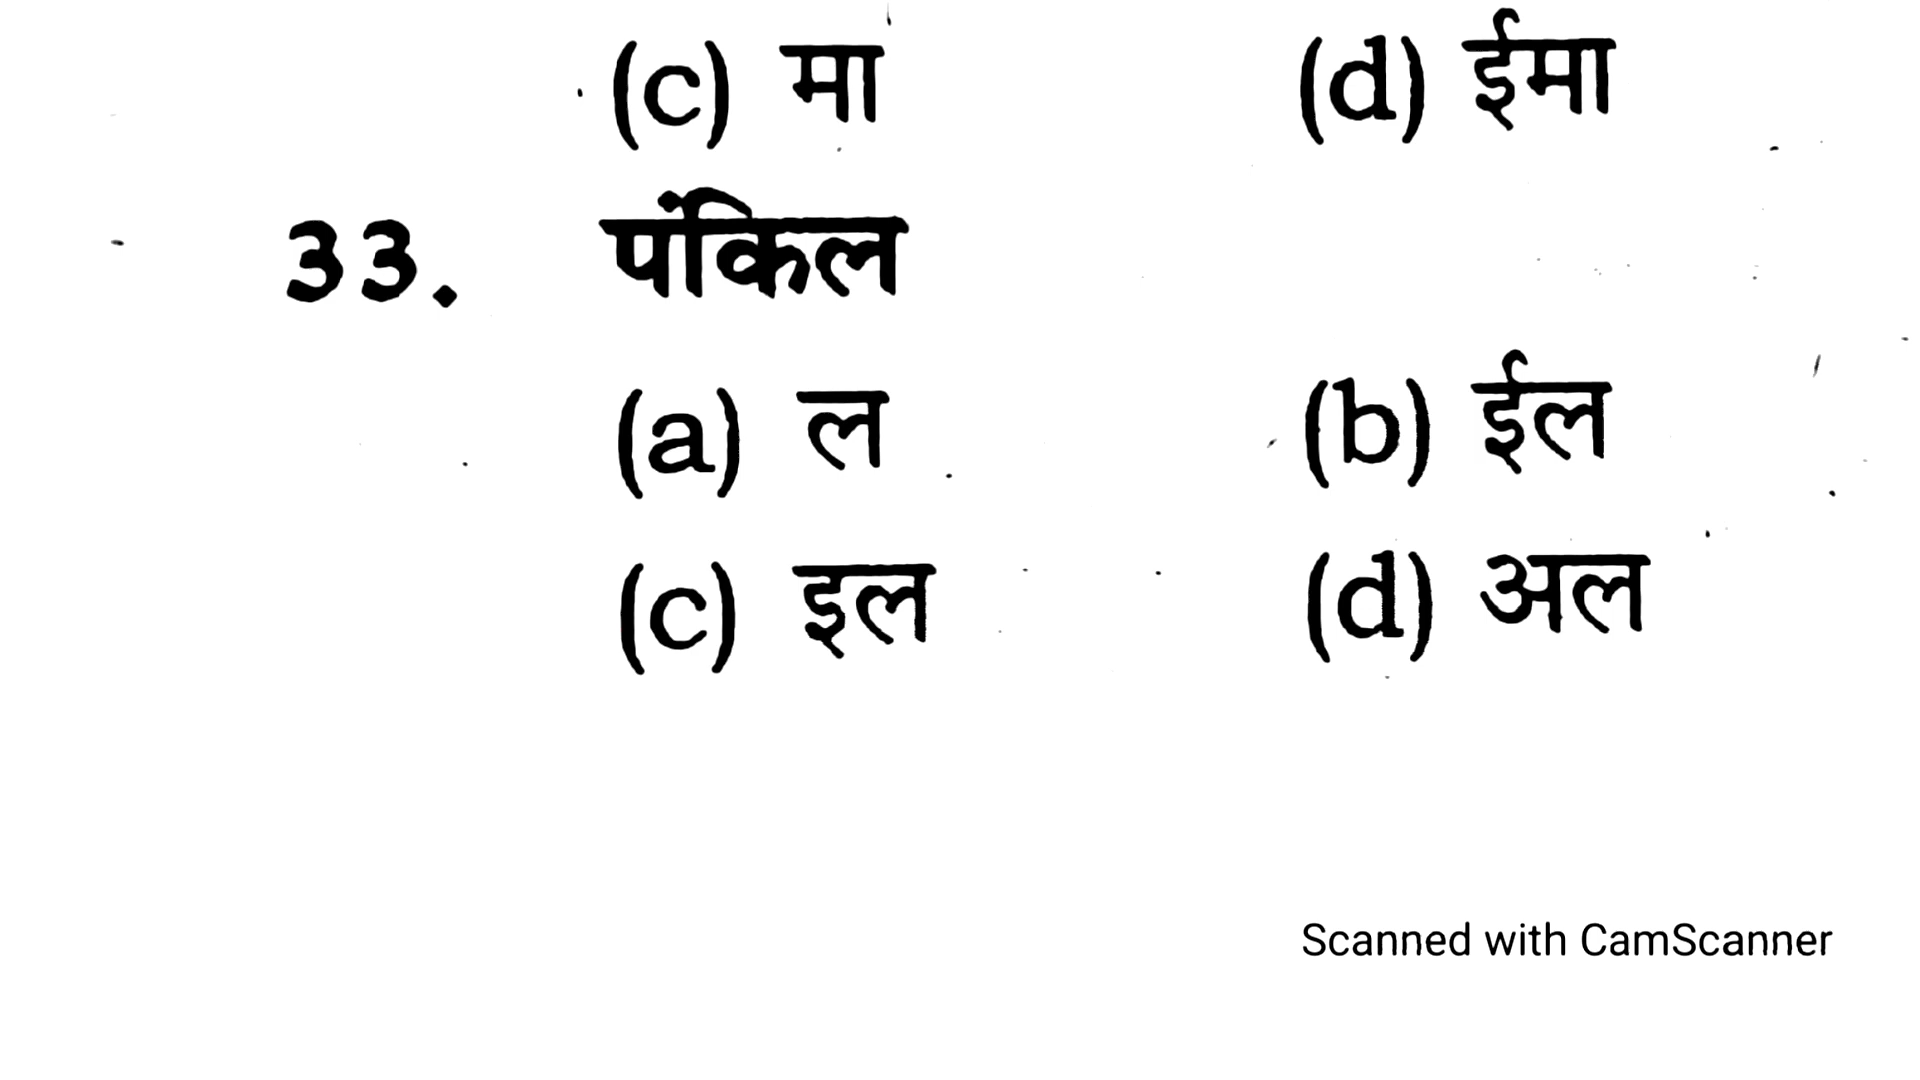 (c) मा (d) ईमा
33. पंकिल
(a) ल (b) ईल
(c) इल (d) अल
Scanned with CamScanner